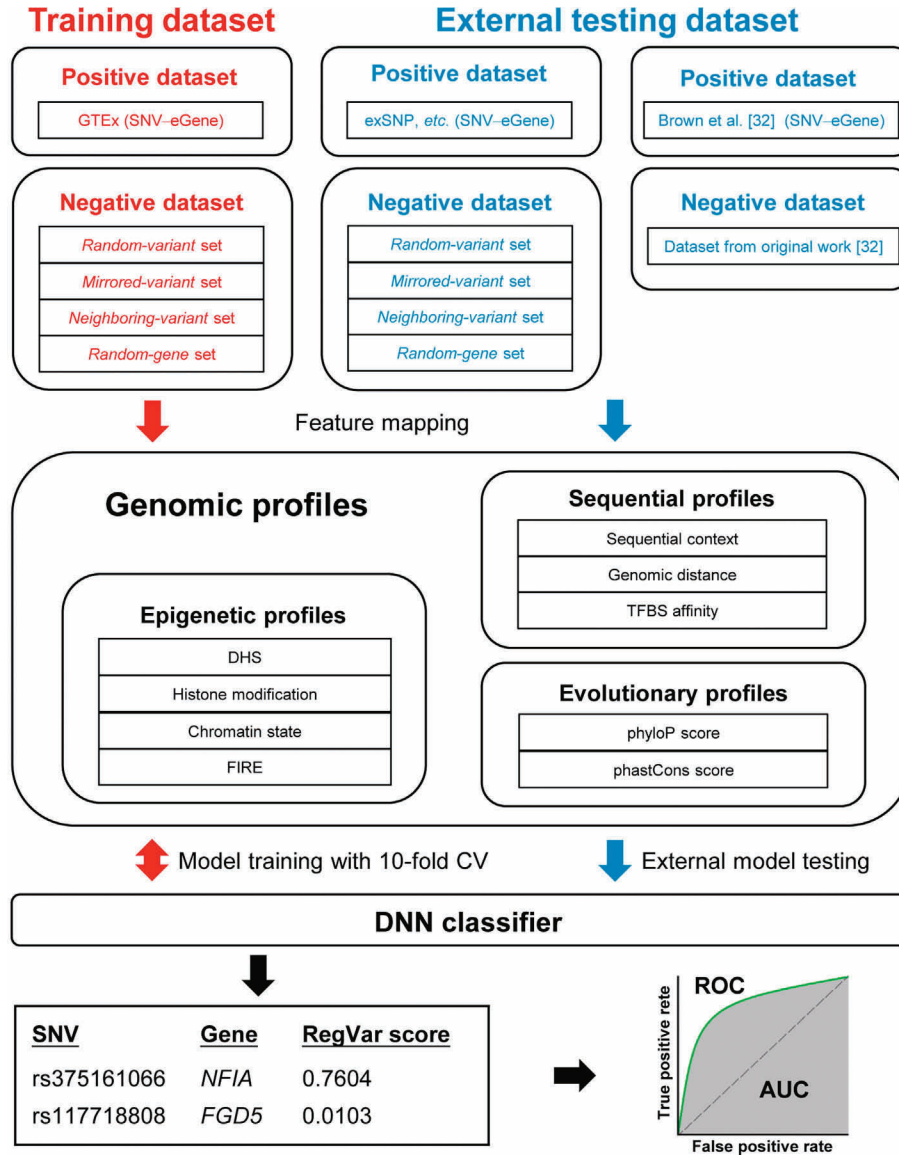 Training dataset
External testing dataset
Positive dataset
GTEx (SNV–eGene)
Positive dataset
exSNP, etc. (SNV–eGene)
Positive dataset
Brown et al. [32] (SNV–eGene)
Negative dataset
Random-variant set
Mirrored-variant set
Neighboring-variant set
Random-gene set
Negative dataset
Random-variant set
Mirrored-variant set
Neighboring-variant set
Random-gene set
Negative dataset
Dataset from original work [32]
Feature mapping
Genomic profiles
Epigenetic profiles
DHS
Histone modification
Chromatin state
FIRE
Sequential profiles
Sequential context
Genomic distance
TFBS affinity
Evolutionary profiles
phyloP score
phastCons score
Model training with 10-fold CV
External model testing
DNN classifier
SNV Gene RegVar score
rs375161066 NFIA 0.7604
rs117718808 FGD5 0.0103
True positive rete
ROC
AUC
False positive rate